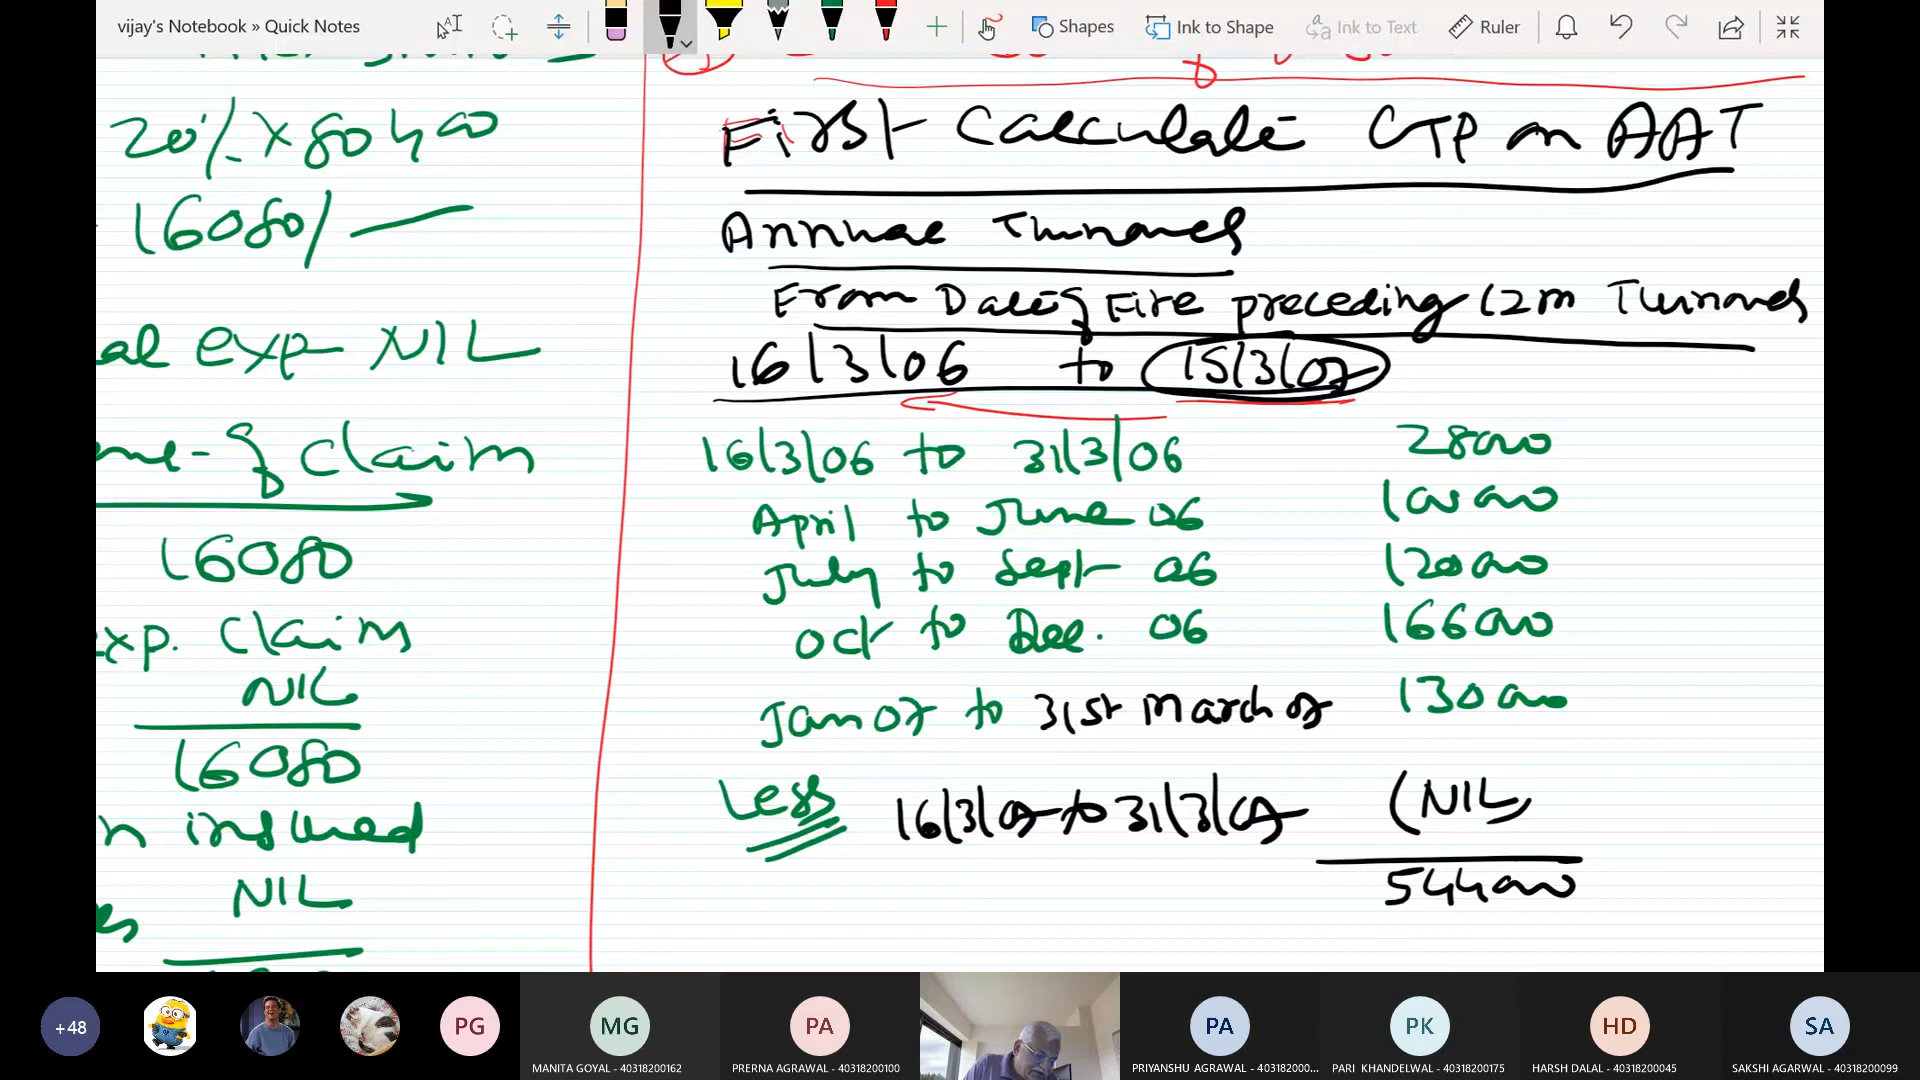 vijay's Notebook » Quick Notes
Shapes
Ink to Shape
Ink to Text
Ruler
20% x 80400
16080/-
al exp NIL
claim
16080
xp. claim
NIL
16080
n insured
NIL
First Calculate GTP on AAT
Annual Turnover
From Date of Fire preceding 12m Turnover
16/3/06 to 15/3/07
16/3/06 to 31/3/06 28000
April to June 06 100000
July to Sept 06 120000
Oct to Dec. 06 166000
Jan 07 to 31st March 07 130000
Less 16/3/07 to 31/3/07 (NIL)
544000
+48
PG
MG
PA
PA
PK
HD
SA
MANITA GOYAL - 40318200162
PRERNA AGRAWAL - 40318200100
PRIYANSHU AGRAWAL - 403182000...
PARI KHANDELWAL - 40318200175
HARSH DALAL - 40318200045
SAKSHI AGARWAL - 40318200099